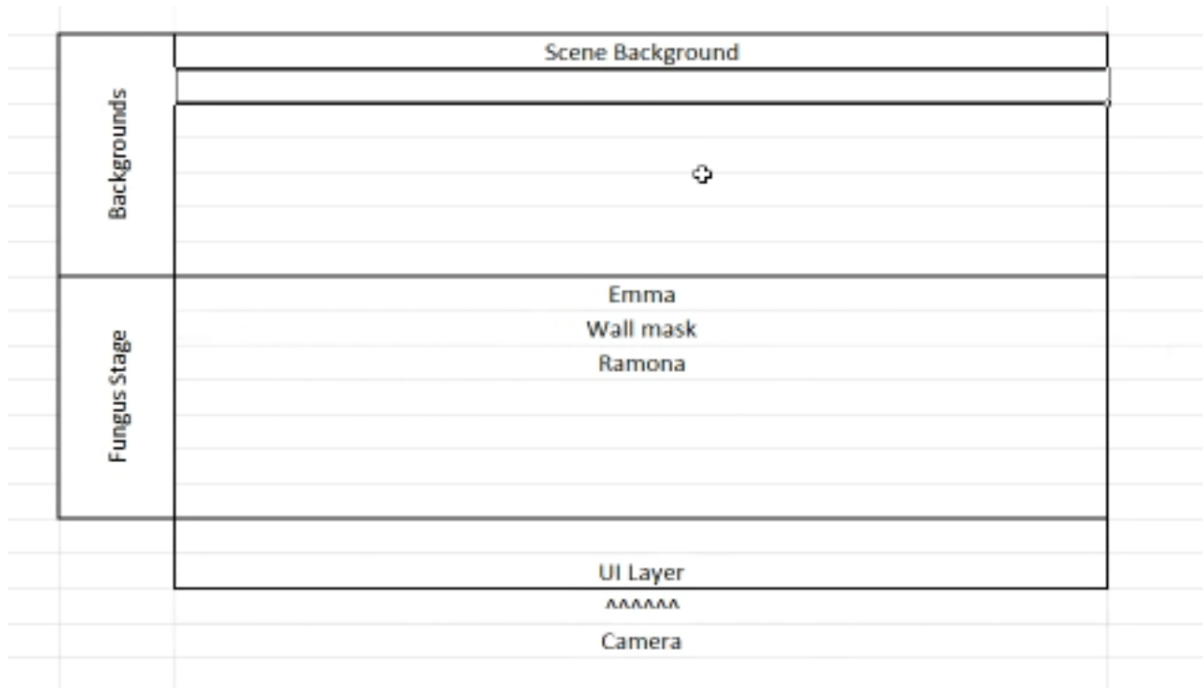 Scene Background
Backgrounds
Emma
Wall mask
Ramona
Fungus Stage
UI Layer
^^^^^^
Camera